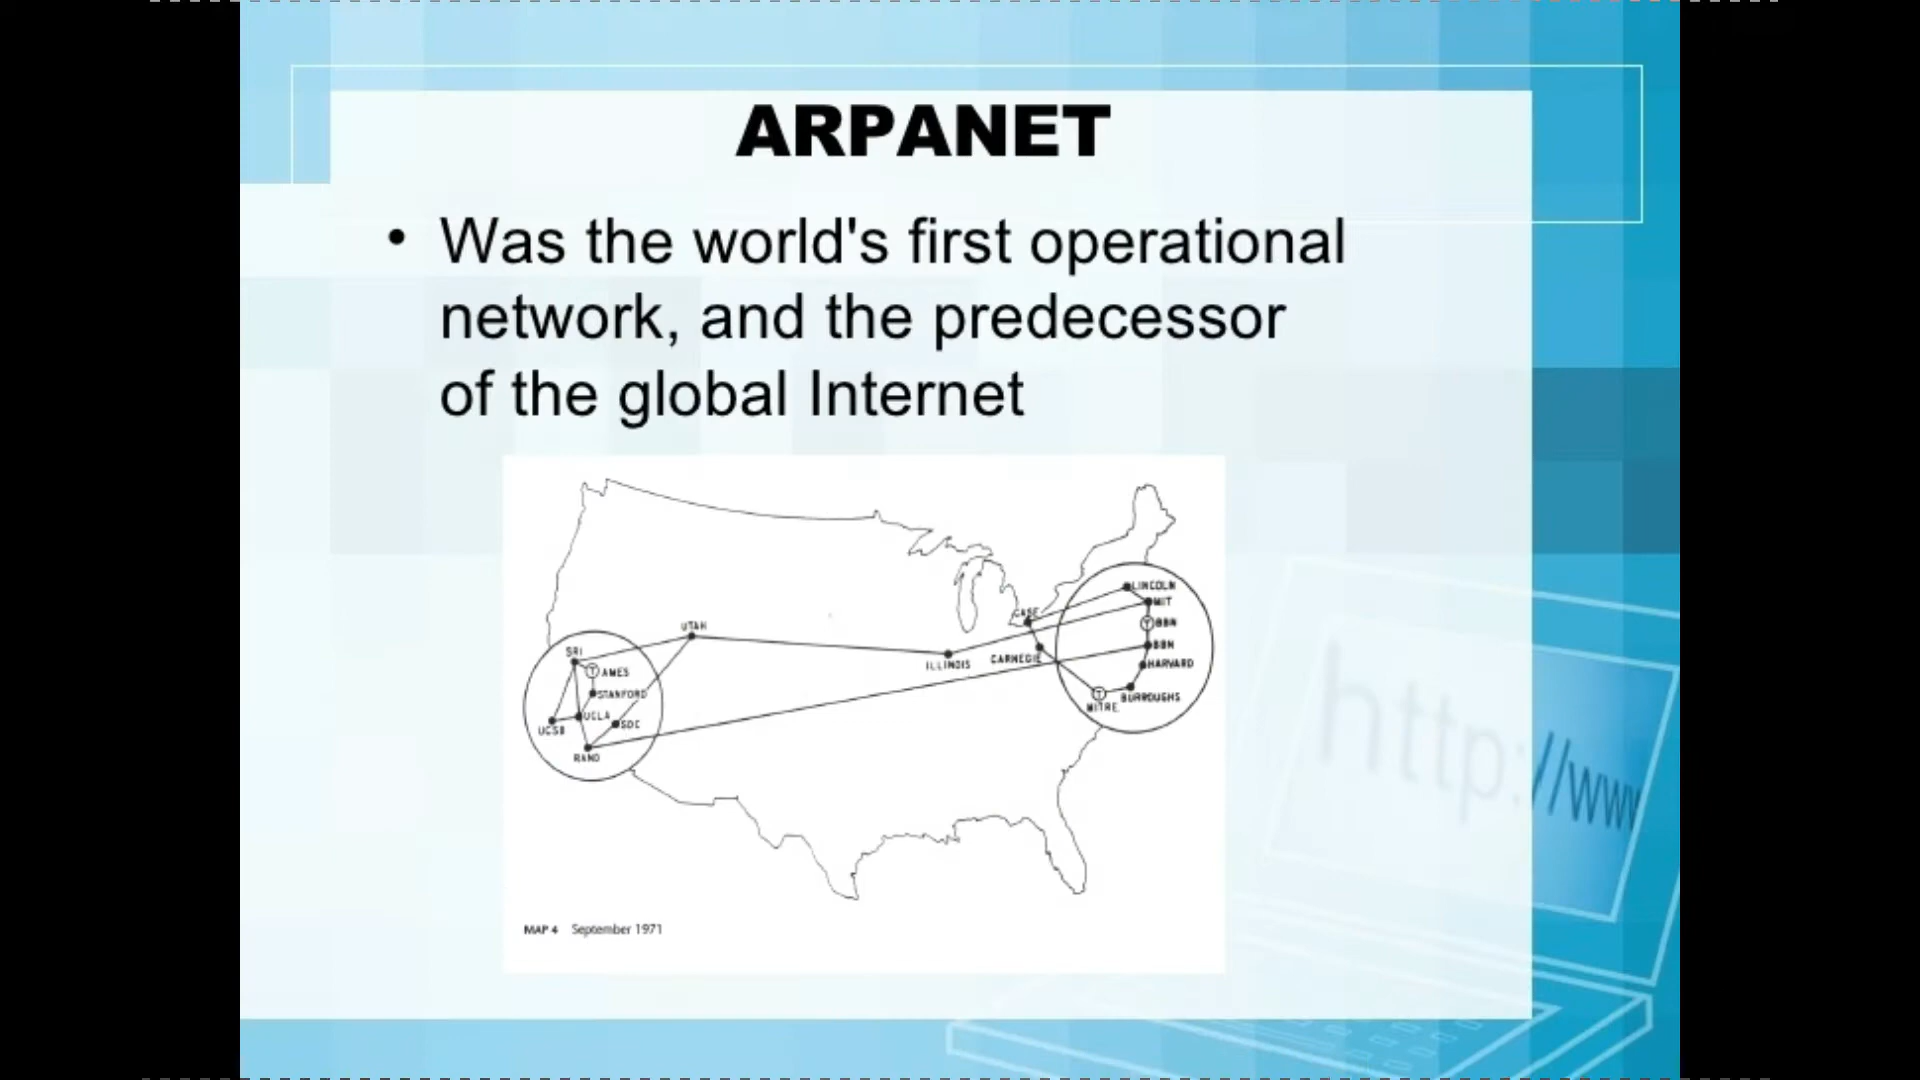 ARPANET
• Was the world's first operational
network, and the predecessor
of the global Internet
LINCOLN
MIT
CASE
BBN
UTAH
BBN
SRI
ILLINOIS
CARNEGIE
HARVARD
T AMES
STANFORD
BURROUGHS
T
MITRE
UCLA
SDC
UCSB
RAND
MAP 4 September 1971
http://www